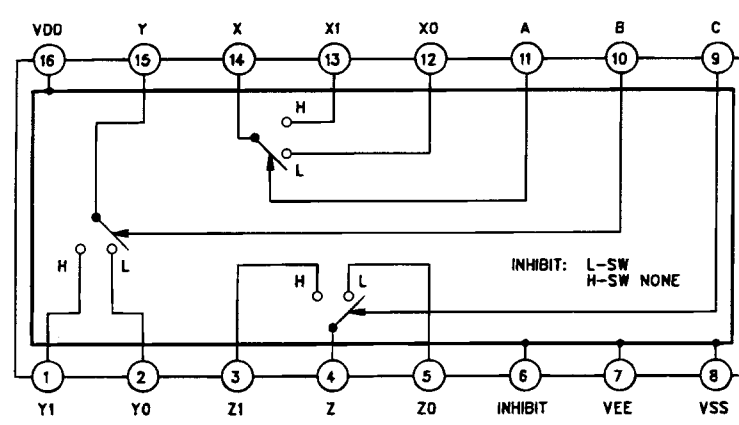 VDD Y X X1 X0 A B C
16 15 14 13 12 11 10 9
H
L
H L
INHIBIT: L-SW
H-SW NONE
H L
1 2 3 4 5 6 7 8
Y1 Y0 Z1 Z Z0 INHIBIT VEE VSS